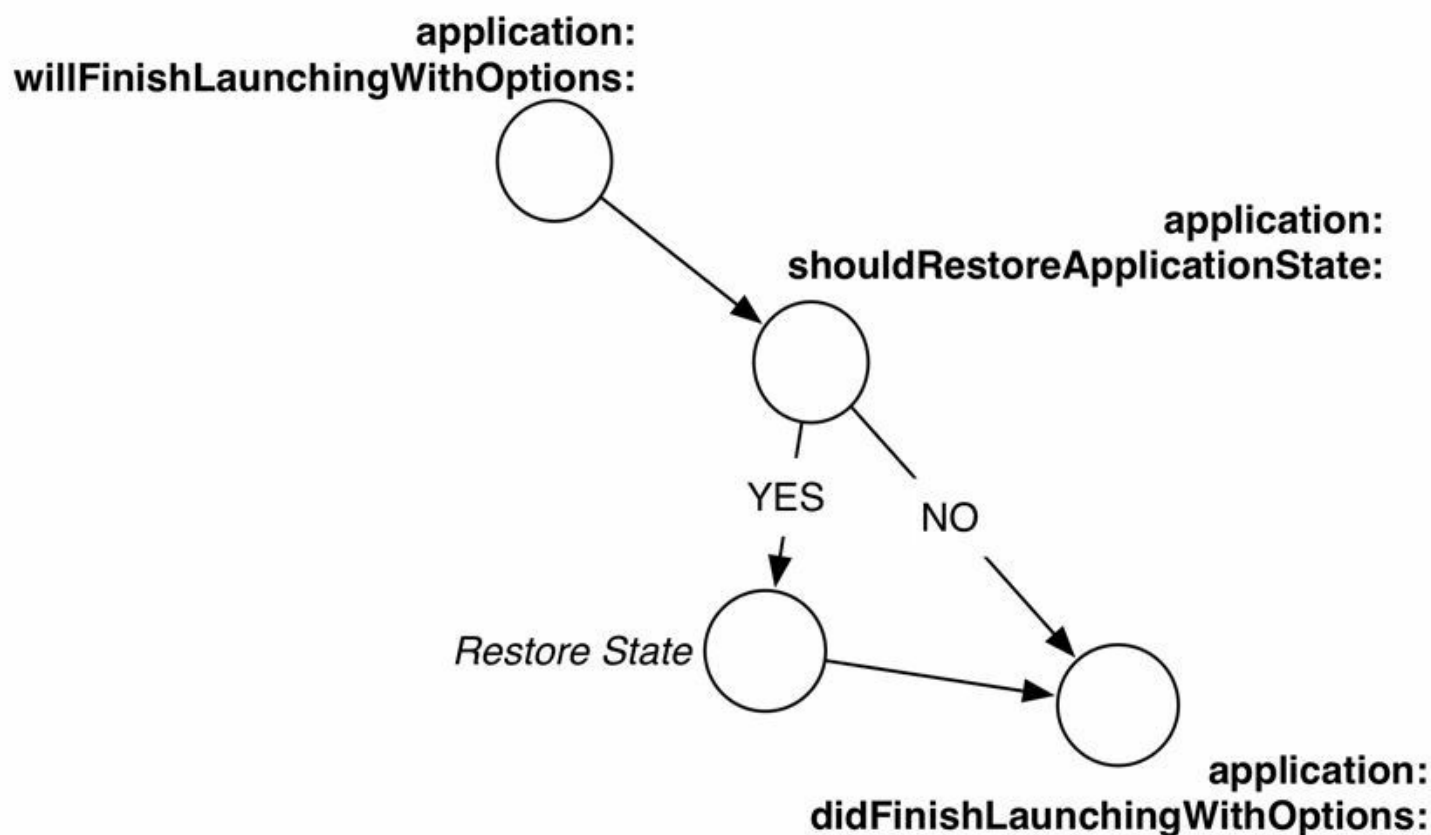 application:
willFinishLaunchingWithOptions:
application:
shouldRestoreApplicationState:
YES
NO
Restore State
application:
didFinishLaunchingWithOptions: